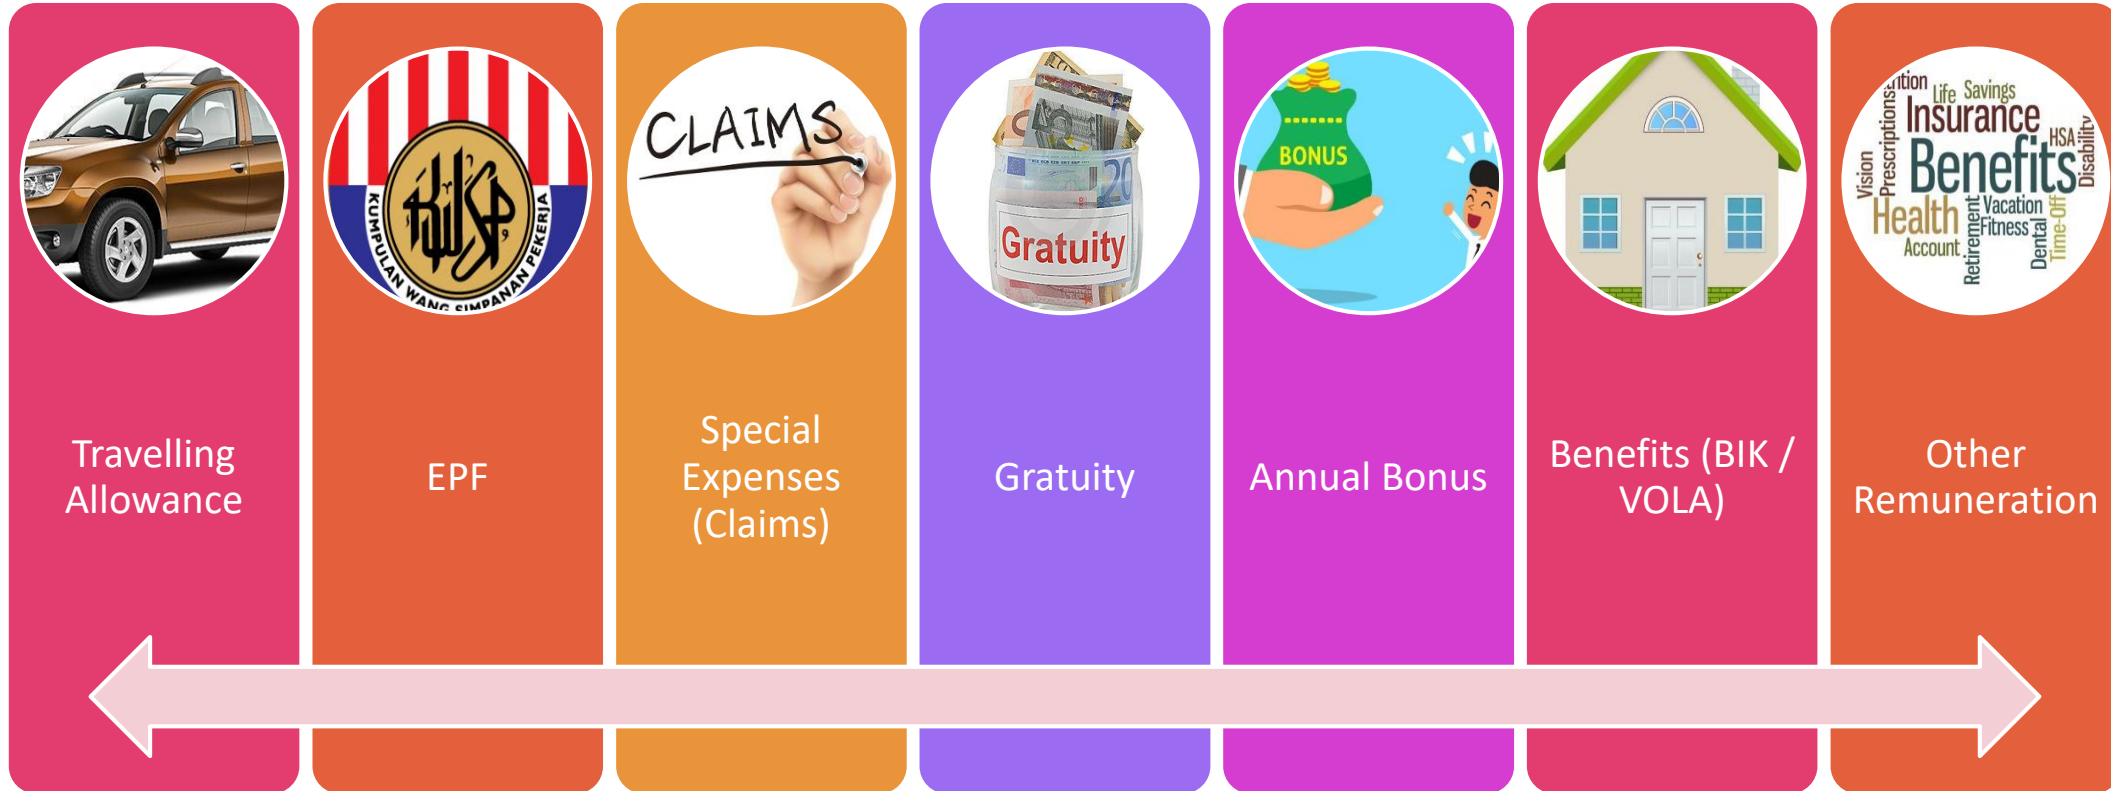 Travelling
Allowance
KUMPULAN WANG SIMPANAN PEKERJA
EPF
CLAIMS
Special
Expenses
(Claims)
20
Gratuity
Gratuity
BONUS
Annual Bonus
Benefits (BIK /
VOLA)
Life Savings
Insurance
Benefits
HSA
Disability
Vision
Prescriptions
Health
Vacation
Fitness
Account
Retirement
Dental
Time-Off
Other
Remuneration